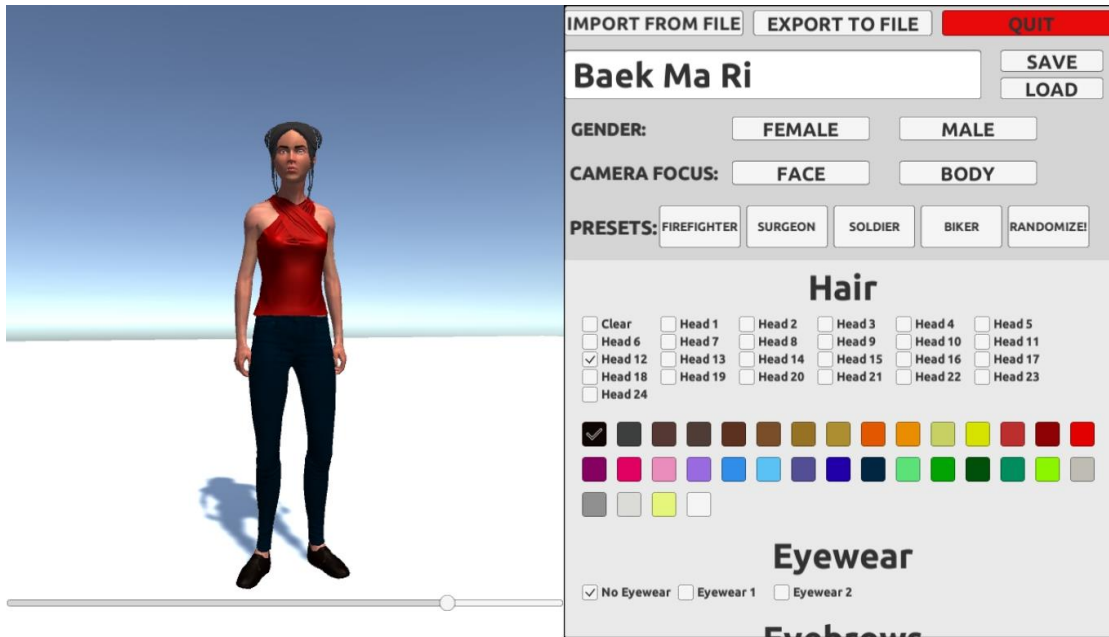 IMPORT FROM FILE EXPORT TO FILE QUIT
Baek Ma Ri
SAVE
LOAD
GENDER: FEMALE MALE
CAMERA FOCUS: FACE BODY
PRESETS: FIREFIGHTER SURGEON SOLDIER BIKER RANDOMIZE!
Hair
Clear Head 1 Head 2 Head 3 Head 4 Head 5
Head 6 Head 7 Head 8 Head 9 Head 10 Head 11
Head 12 Head 13 Head 14 Head 15 Head 16 Head 17
Head 18 Head 19 Head 20 Head 21 Head 22 Head 23
Head 24
Eyewear
No Eyewear Eyewear 1 Eyewear 2
Eyebrows